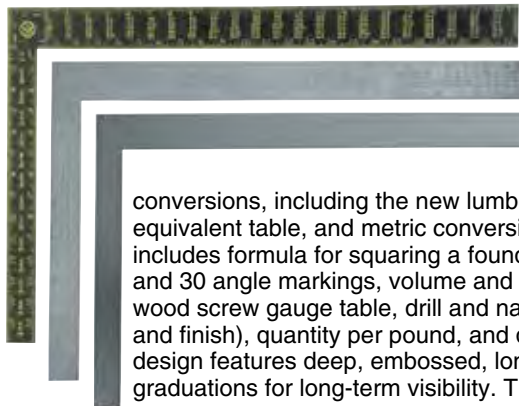 conversions, including the new lumb
equivalent table, and metric conversi
includes formula for squaring a found
and 30 angle markings, volume and
wood screw gauge table, drill and na
and finish), quantity per pound, and
design features deep, embossed, lon
graduations for long-term visibility. T